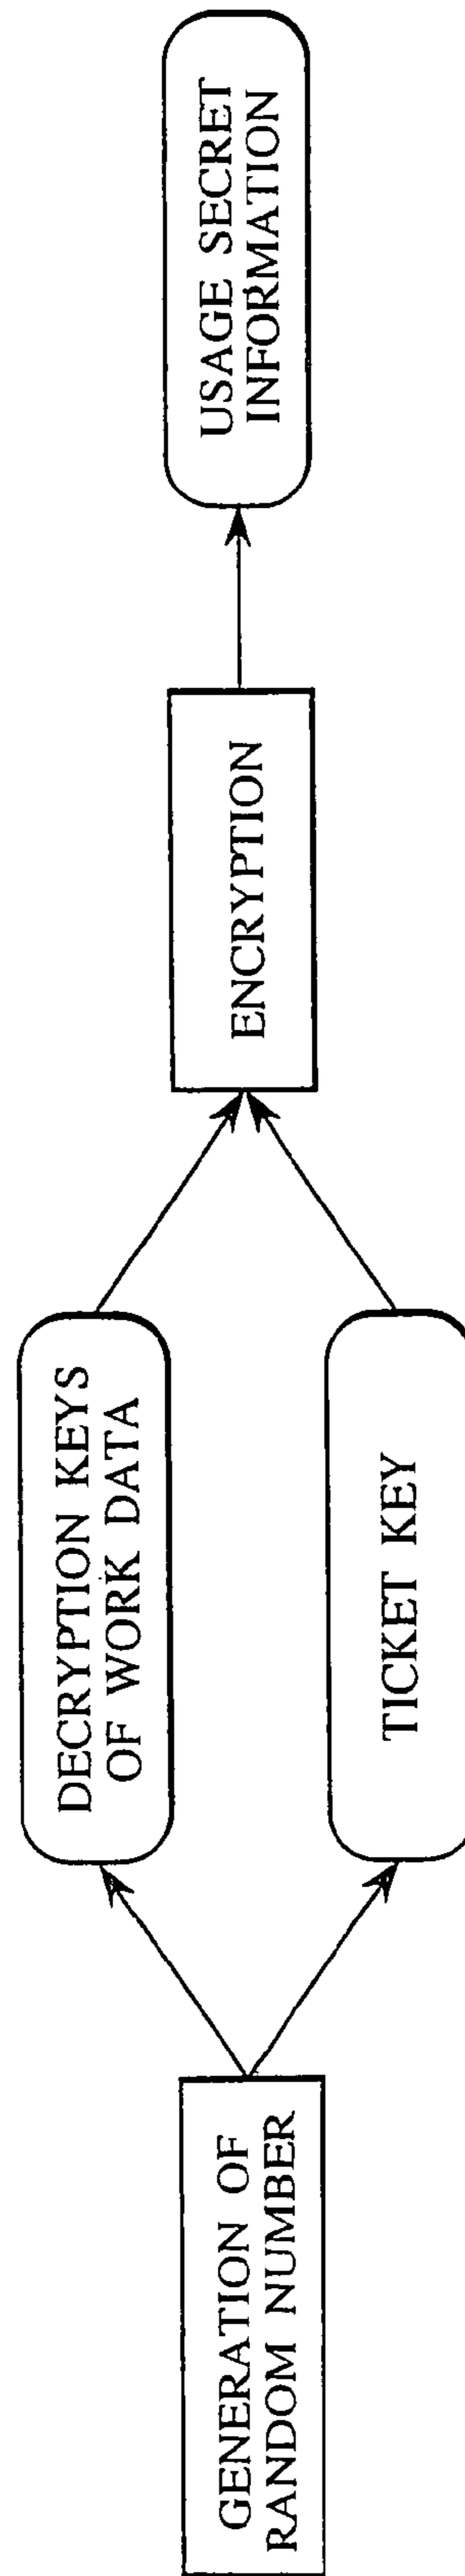 GENERATION OF
RANDOM NUMBER
DECRYPTION KEYS
OF WORK DATA
TICKET KEY
ENCRYPTION
USAGE SECRET
INFORMATION